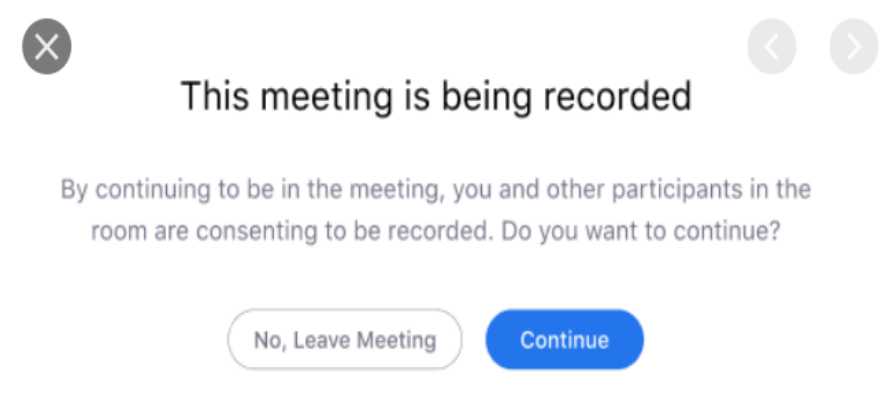 This meeting is being recorded
By continuing to be in the meeting, you and other participants in the
room are consenting to be recorded. Do you want to continue?
No, Leave Meeting
Continue